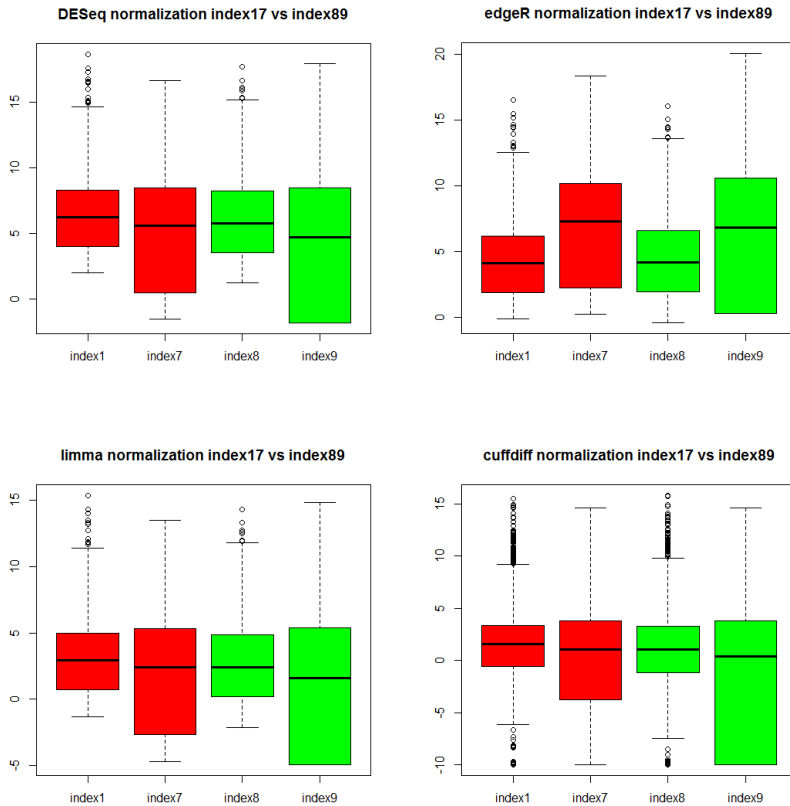 DESeq normalization index17 vs index89
15
10
5
0
index1 index7 index8 index9
edgeR normalization index17 vs index89
20
15
10
5
0
index1 index7 index8 index9
limma normalization index17 vs index89
15
10
5
0
-5
index1 index7 index8 index9
cuffdiff normalization index17 vs index89
15
10
5
0
-5
-10
index1 index7 index8 index9